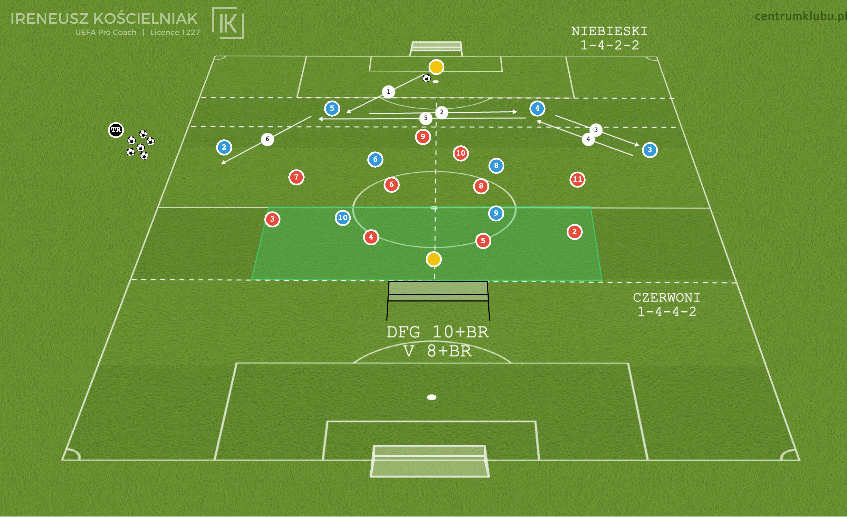 IRENEUSZ KOŚCIELNIAK
UEFA Pro Coach | Licence 1227
IK
centrumklubu.pl
NIEBIESKI
1-4-2-2
1
5
2
4
5
TR
6
3
4
2
9
3
10
6
8
7
6
8
11
3
10
9
4
5
2
CZERWONI
1-4-4-2
DFG 10+BR
V 8+BR